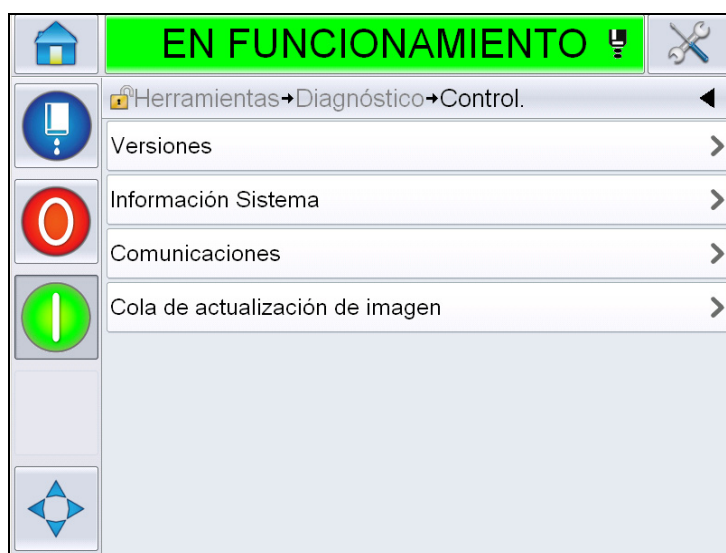 EN FUNCIONAMIENTO
Herramientas→Diagnóstico→Control.
Versiones
Información Sistema
Comunicaciones
Cola de actualización de imagen